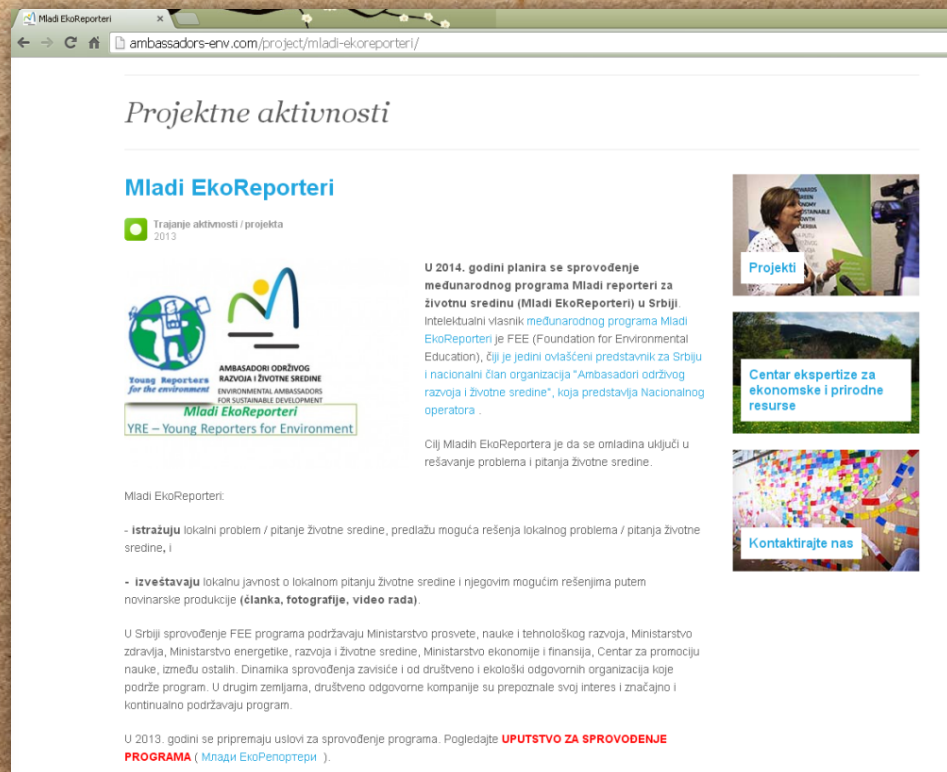 Mladi EkoReporteri
ambassadors-env.com/project/mladi-ekoreporteri/
Projektne aktivnosti
Mladi EkoReporteri
Trajanje aktivnosti / projekta
2013
Young Reporters
for the environment
AMBASADORI ODRŽIVOG
RAZVOJA I ŽIVOTNE SREDINE
ENVIRONMENTAL AMBASSADORS
FOR SUSTAINABLE DEVELOPMENT
Mladi EkoReporteri
YRE – Young Reporters for Environment
U 2014. godini planira se sprovođenje
međunarodnog programa Mladi reporteri za
životnu sredinu (Mladi EkoReporteri) u Srbiji.
Intelektualni vlasnik međunarodnog programa Mladi
EkoReporteri je FEE (Foundation for Environmental
Education), čiji je jedini ovlašćeni predstavnik za Srbiju
i nacionalni član organizacija "Ambasadori održivog
razvoja i životne sredine", koja predstavlja Nacionalnog
operatora .
Cilj Mladih EkoReportera je da se omladina uključi u
rešavanje problema i pitanja životne sredine.
Mladi EkoReporteri:
- istražuju lokalni problem / pitanje životne sredine, predlažu moguća rešenja lokalnog problema / pitanja životne
sredine, i
- izveštavaju lokalnu javnost o lokalnom pitanju životne sredine i njegovim mogućim rešenjima putem
novinarske produkcije (članka, fotografije, video rada).
U Srbiji sprovođenje FEE programa podržavaju Ministarstvo prosvete, nauke i tehnološkog razvoja, Ministarstvo
zdravlja, Ministarstvo energetike, razvoja i životne sredine, Ministarstvo ekonomije i finansija, Centar za promociju
nauke, između ostalih. Dinamika sprovođenja zavisiće i od društveno i ekološki odgovornih organizacija koje
podrže program. U drugim zemljama, društveno odgovorne kompanije su prepoznale svoj interes i značajno i
kontinualno podržavaju program.
U 2013. godini se pripremaju uslovi za sprovođenje programa. Pogledajte UPUTSTVO ZA SPROVOĐENJE
PROGRAMA ( Млади ЕкоРепортери ).
TOWARDS
GREEN
ECONOMY
SUSTAINABLE
GROWTH
SERBIA
Projekti
Centar ekspertize za
ekonomske i prirodne
resurse
Kontaktirajte nas